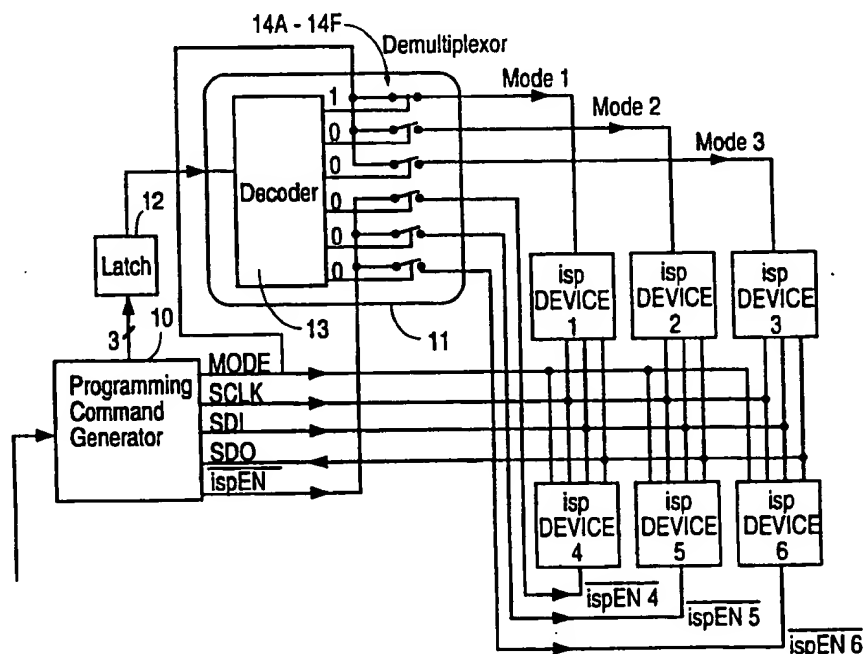 14A - 14F
Demultiplexor
Mode 1
Mode 2
Mode 3
1
0
0
0
0
0
Decoder
13
11
12
Latch
3
10
Programming
Command
Generator
MODE
SCLK
SDI
SDO
ispEN
isp
DEVICE
1
isp
DEVICE
2
isp
DEVICE
3
isp
DEVICE
4
isp
DEVICE
5
isp
DEVICE
6
ispEN 4
ispEN 5
ispEN 6